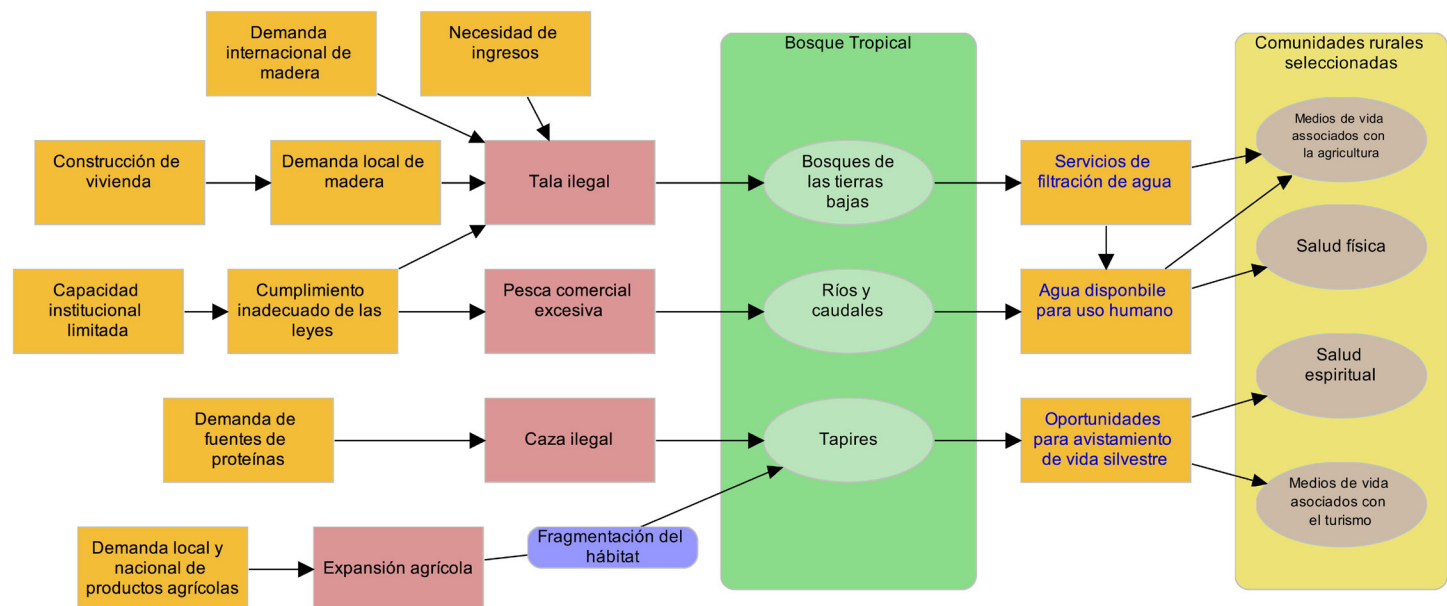 Demanda
internacional de
madera
Necesidad de
ingresos
Bosque Tropical
Comunidades rurales
seleccionadas
Construcción de
vivienda
Demanda local de
madera
Tala ilegal
Bosques de
las tierras
bajas
Servicios de
filtración de agua
Medios de vida
associados con
la agricultura
Capacidad
institucional
limitada
Cumplimiento
inadecuado de las
leyes
Pesca comercial
excesiva
Ríos y
caudales
Agua disponbile
para uso humano
Salud física
Demanda de
fuentes de
proteínas
Caza ilegal
Tapires
Oportunidades
para avistamiento
de vida silvestre
Salud
espiritual
Medios de vida
asociados con
el turismo
Demanda local y
nacional de
productos agrícolas
Expansión agrícola
Fragmentación del
hábitat